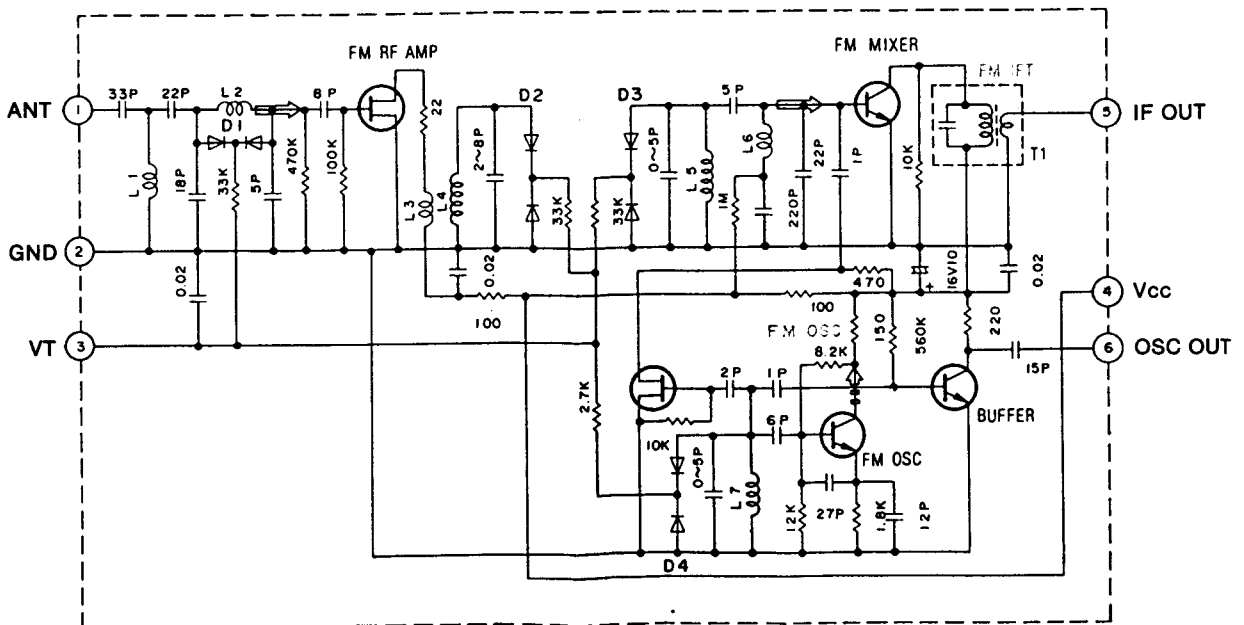 FM RF AMP
FM MIXER
FM IFT
ANT
1
33P
22P
L2
8P
D1
22
D2
D3
5P
5
IF OUT
T1
L1
18P
33K
5P
470K
100K
L3
L4
2~8P
33K
33K
0~5P
L5
L6
1M
22P
220P
1P
10K
GND
2
0.02
0.02
100
100
470
16V10
+
0.02
4
Vcc
VT
3
FM OSC
8.2K
150
560K
220
15P
6
OSC OUT
2.7K
2P
1P
BUFFER
10K
6P
FM OSC
0~5P
L7
12K
27P
1.8K
12P
D4